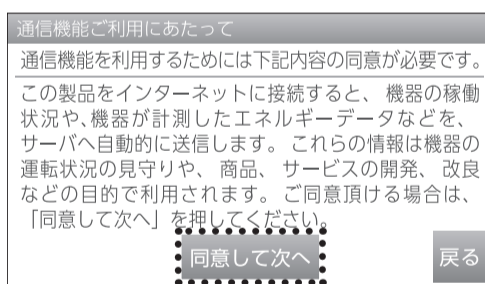 通信機能ご利用にあたって
通信機能を利用するためには下記内容の同意が必要です。
この製品をインターネットに接続すると、機器の稼働
状況や､機器が計測したエネルギーデータなどを、
サーバへ自動的に送信します。これらの情報は機器の
運転状況の見守りや、商品、サービスの開発、改良
などの目的で利用されます。ご同意頂ける場合は、
「同意して次へ」を押してください。
同意して次へ
戻る